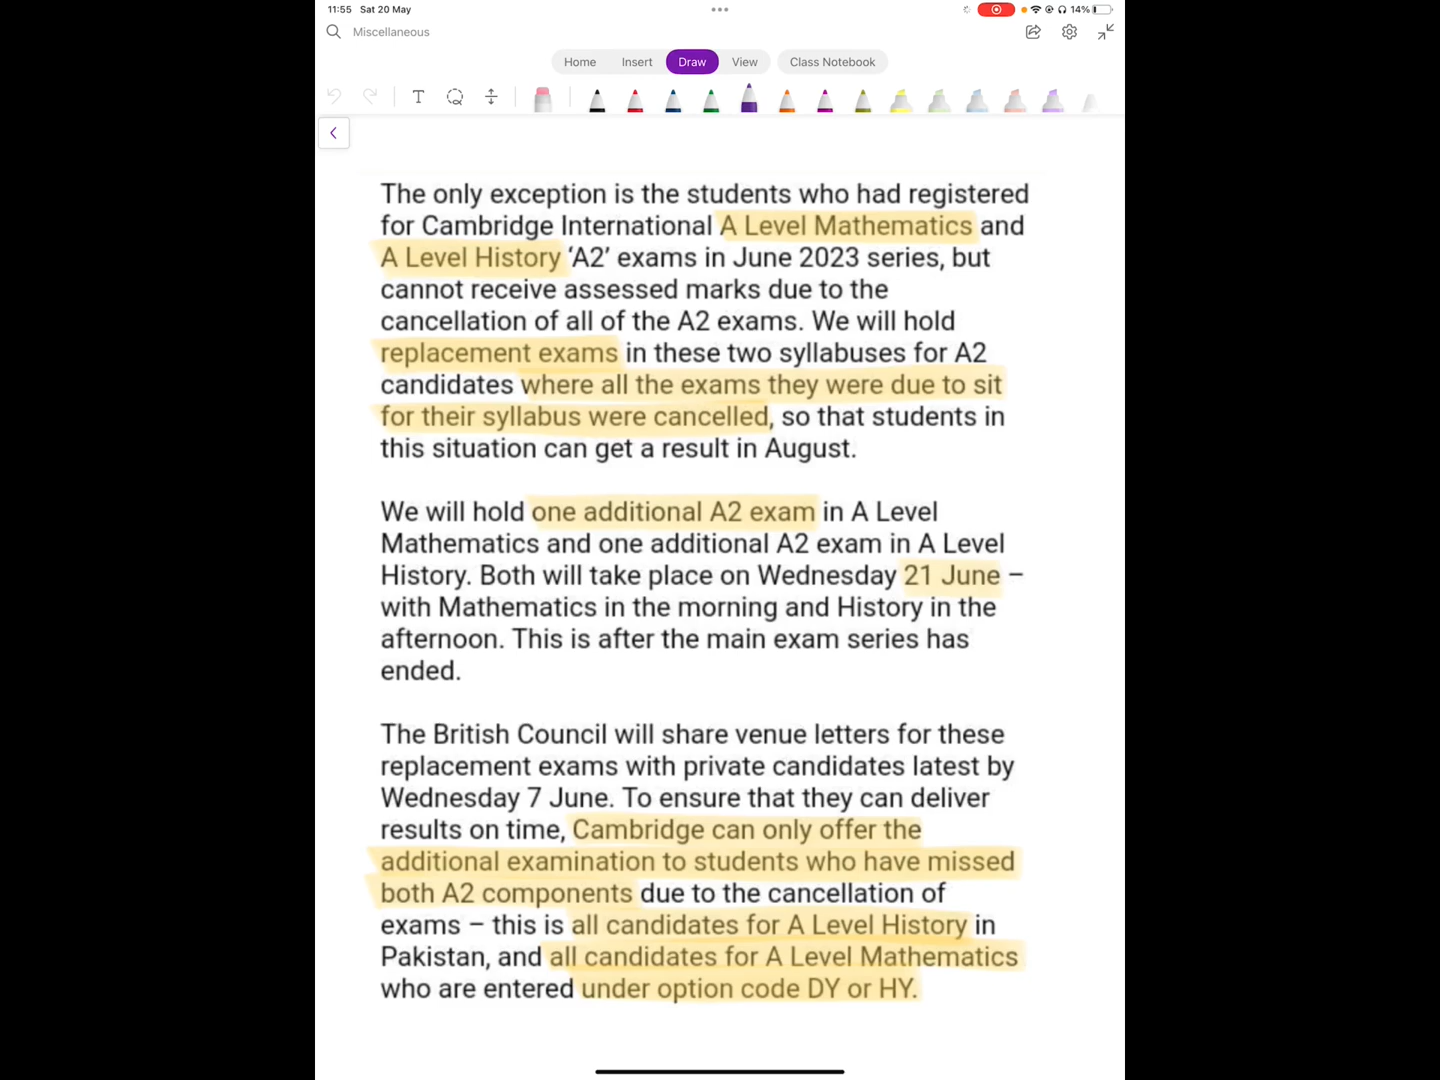 11:55 Sat 20 May
14%
Miscellaneous
Home Insert Draw View Class Notebook
T
The only exception is the students who had registered
for Cambridge International A Level Mathematics and
A Level History ‘A2’ exams in June 2023 series, but
cannot receive assessed marks due to the
cancellation of all of the A2 exams. We will hold
replacement exams in these two syllabuses for A2
candidates where all the exams they were due to sit
for their syllabus were cancelled, so that students in
this situation can get a result in August.
We will hold one additional A2 exam in A Level
Mathematics and one additional A2 exam in A Level
History. Both will take place on Wednesday 21 June –
with Mathematics in the morning and History in the
afternoon. This is after the main exam series has
ended.
The British Council will share venue letters for these
replacement exams with private candidates latest by
Wednesday 7 June. To ensure that they can deliver
results on time, Cambridge can only offer the
additional examination to students who have missed
both A2 components due to the cancellation of
exams – this is all candidates for A Level History in
Pakistan, and all candidates for A Level Mathematics
who are entered under option code DY or HY.